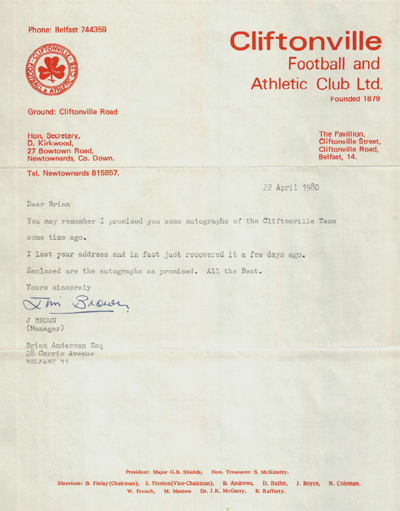 Phone: Belfast 744359
CLIFTONVILLE
FOOTBALL & ATHLETIC
Cliftonville
Football and
Athletic Club Ltd.
Founded 1879
Ground: Cliftonville Road
Hon. Secretary,
D. Kirkwood,
27 Bowtown Road,
Newtownards, Co. Down.
Tel. Newtownards 815857.
The Pavilion,
Cliftonville Street,
Cliftonville Road,
Belfast, 14.
22 April 1980
Dear Brian
You may remember I promised you some autographs of the Cliftonville Team
some time ago.
I lost your address and in fact just recovered it a few days ago.
Enclosed are the autographs as promised. All the Best.
Yours sincerely
Jim Brown
J BROWN
(Manager)
Brian Anderson Esq
28 Corrib Avenue
BELFAST 11
President: Major G.B. Shields, Hon. Treasurer: S. McKinstry.
Directors: B. Finlay (Chairman), J. Preston (Vice-Chairman), B. Andrews, D. Butler, J. Boyce, N. Coleman,
W. French, M. Masters Dr. J.K. McGarry, B. Rafferty.